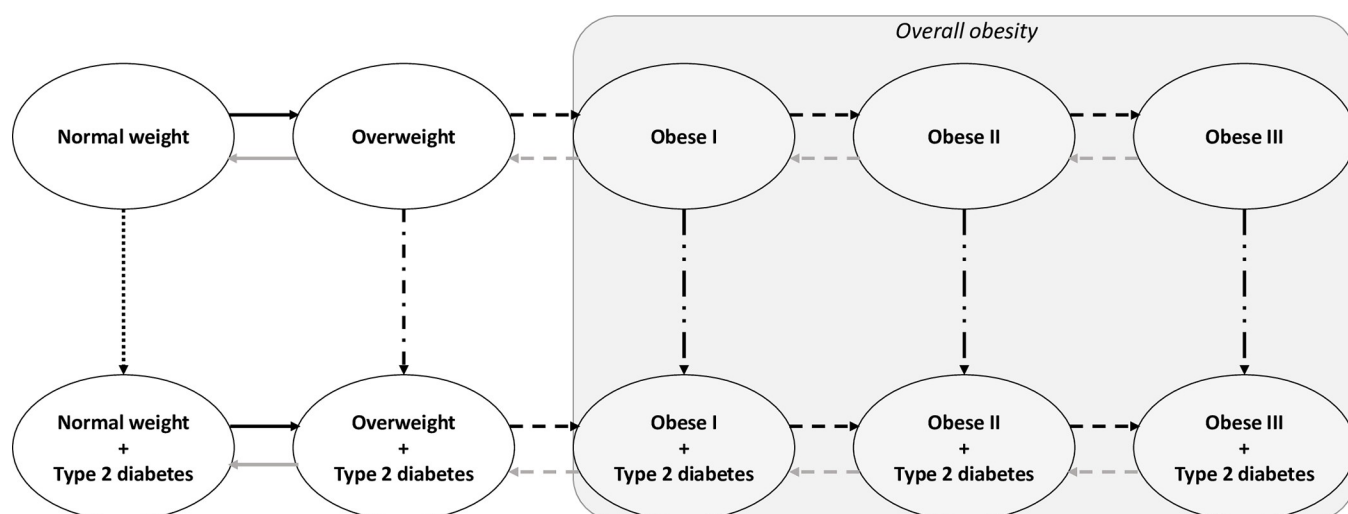 Overall obesity
Normal weight
Overweight
Obese I
Obese II
Obese III
Normal weight
+
Type 2 diabetes
Overweight
+
Type 2 diabetes
Obese I
+
Type 2 diabetes
Obese II
+
Type 2 diabetes
Obese III
+
Type 2 diabetes